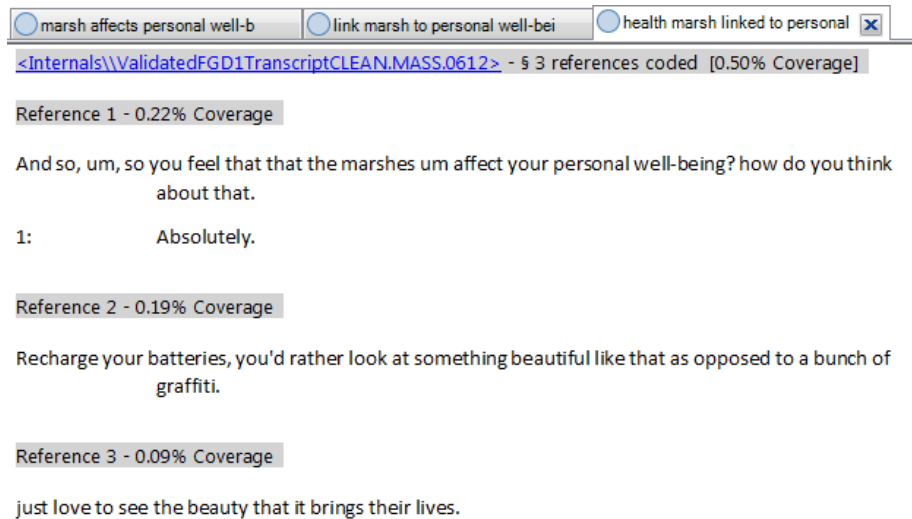 marsh affects personal well-b
link marsh to personal well-bei
health marsh linked to personal
<Internals\\ValidatedFGD1TranscriptCLEAN.MASS.0612> - § 3 references coded [0.50% Coverage]
Reference 1 - 0.22% Coverage
And so, um, so you feel that that the marshes um affect your personal well-being? how do you think
about that.
1: Absolutely.
Reference 2 - 0.19% Coverage
Recharge your batteries, you'd rather look at something beautiful like that as opposed to a bunch of
graffiti.
Reference 3 - 0.09% Coverage
just love to see the beauty that it brings their lives.